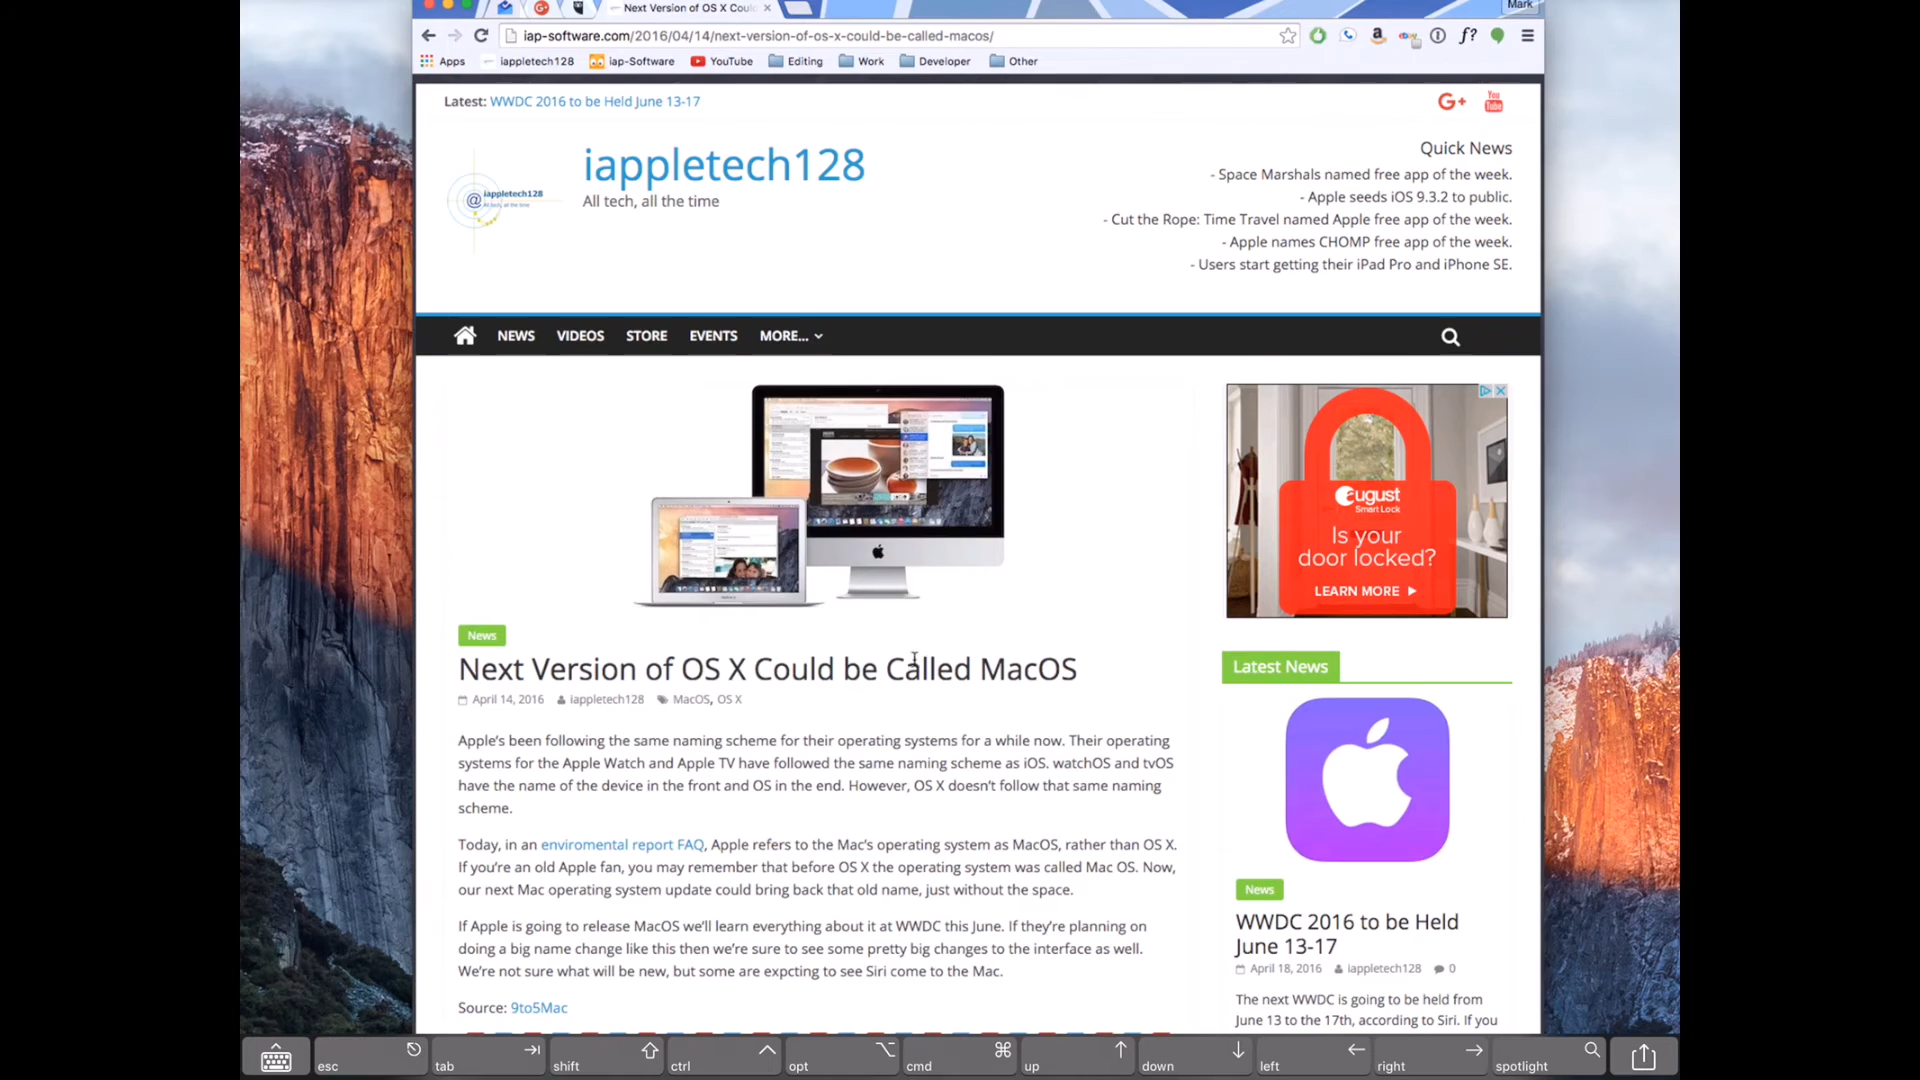 Next Version of OS X Coul
Mark
iap-software.com/2016/04/14/next-version-of-os-x-could-be-called-macos/
Apps iappletech128 iap-Software YouTube Editing Work Developer Other
Latest: WWDC 2016 to be Held June 13-17
G+ You Tube
iappletech128
All tech, all the time
@iappletech128
All tech, all the time
Quick News
- Space Marshals named free app of the week.
- Apple seeds iOS 9.3.2 to public.
- Cut the Rope: Time Travel named Apple free app of the week.
- Apple names CHOMP free app of the week.
- Users start getting their iPad Pro and iPhone SE.
NEWS VIDEOS STORE EVENTS MORE...
august
Smart Lock
Is your
door locked?
LEARN MORE
News
Next Version of OS X Could be Called MacOS
April 14, 2016 iappletech128 MacOS, OS X
Apple's been following the same naming scheme for their operating systems for a while now. Their operating
systems for the Apple Watch and Apple TV have followed the same naming scheme as iOS. watchOS and tvOS
have the name of the device in the front and OS in the end. However, OS X doesn't follow that same naming
scheme.
Today, in an enviromental report FAQ, Apple refers to the Mac's operating system as MacOS, rather than OS X.
If you're an old Apple fan, you may remember that before OS X the operating system was called Mac OS. Now,
our next Mac operating system update could bring back that old name, just without the space.
If Apple is going to release MacOS we'll learn everything about it at WWDC this June. If they're planning on
doing a big name change like this then we're sure to see some pretty big changes to the interface as well.
We're not sure what will be new, but some are expcting to see Siri come to the Mac.
Source: 9to5Mac
Latest News
News
WWDC 2016 to be Held
June 13-17
April 18, 2016 iappletech128 0
The next WWDC is going to be held from
June 13 to the 17th, according to Siri. If you
esc tab shift ctrl opt cmd up down left right spotlight